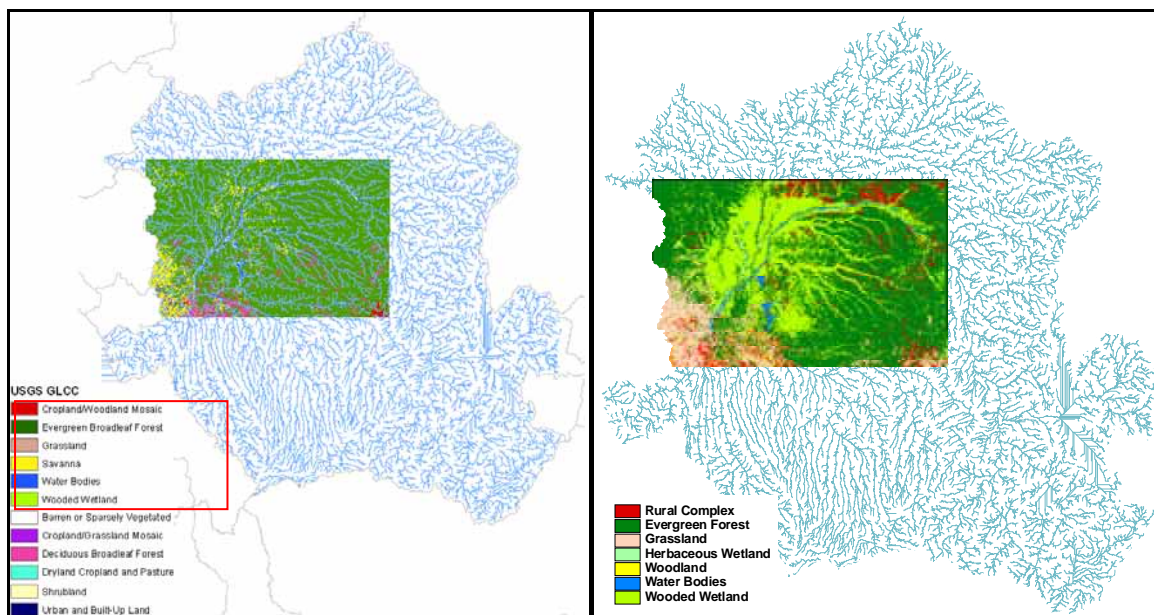 USGS GLCC
Cropland/Woodland Mosaic
Evergreen Broadleaf Forest
Grassland
Savanna
Water Bodies
Wooded Wetland
Barren or Sparsely Vegetated
Cropland/Grassland Mosaic
Deciduous Broadleaf Forest
Dryland Cropland and Pasture
Shrubland
Urban and Built-Up Land
Rural Complex
Evergreen Forest
Grassland
Herbaceous Wetland
Woodland
Water Bodies
Wooded Wetland